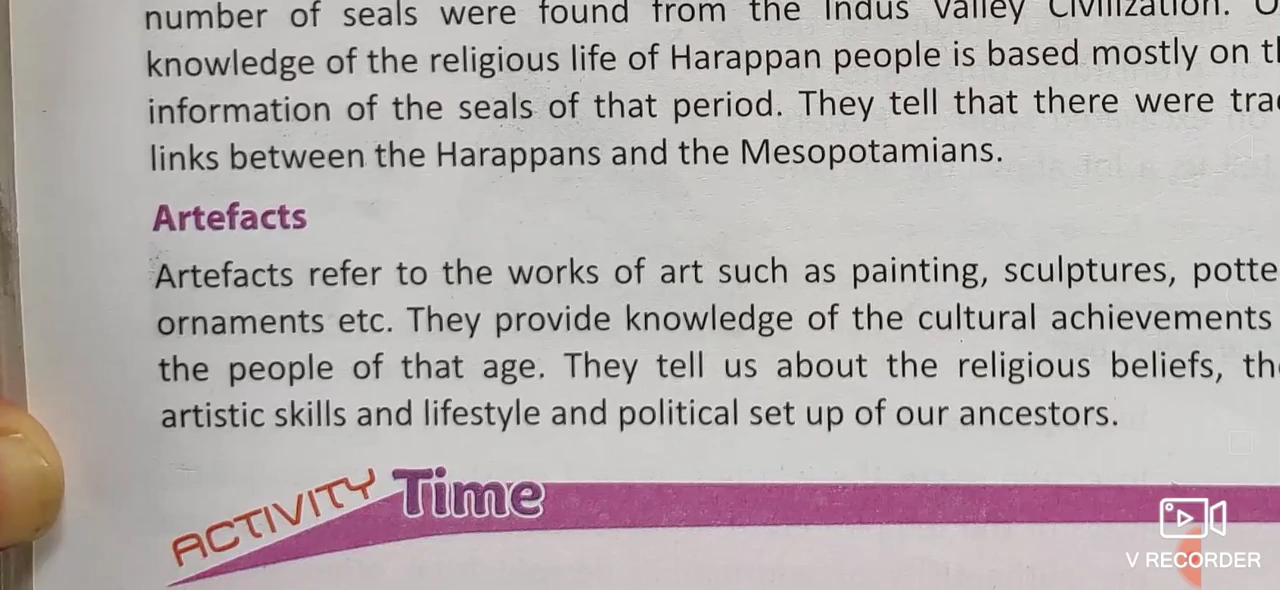 number of seals were found from the Indus Valley Civilization.
knowledge of the religious life of Harappan people is based mostly on
information of the seals of that period. They tell that there were
links between the Harappans and the Mesopotamians.
Artefacts
Artefacts refer to the works of art such as painting, sculptures,
ornaments etc. They provide knowledge of the cultural achievements
the people of that age. They tell us about the religious beliefs,
artistic skills and lifestyle and political set up of our ancestors.
ACTIVITY Time
V RECORDER